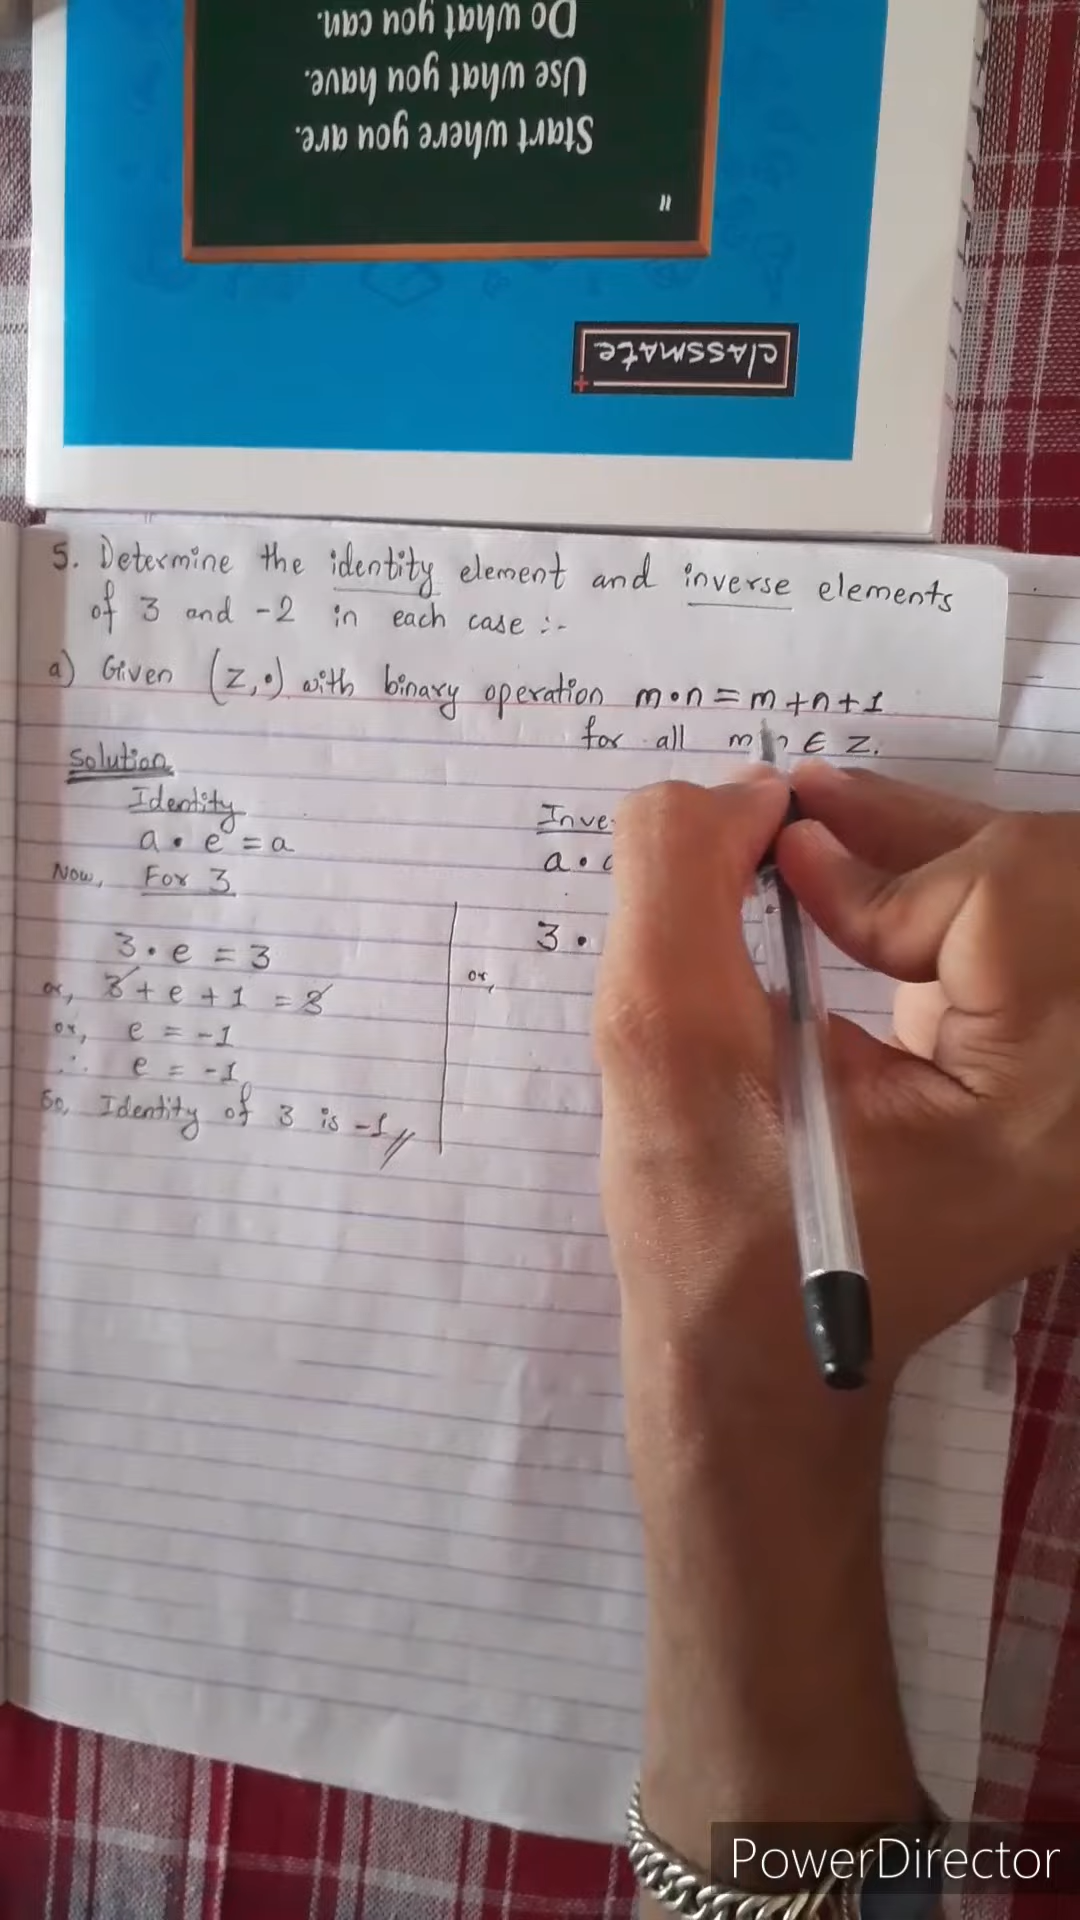 Do what you can.
Use what you have.
Start where you are.
"
classmate
5. Determine the identity element and inverse elements
of 3 and -2 in each case :-
a) Given (Z,•) with binary operation m•n = m+n+1
for all m n ∈ Z.
Solution
Identity
a • e = a
Now, For 3
3 • e = 3
or, 3 + e + 1 = 3
or, e = -1
∴ e = -1
So, Identity of 3 is -1
Inve
a •
3 •
or,
PowerDirector